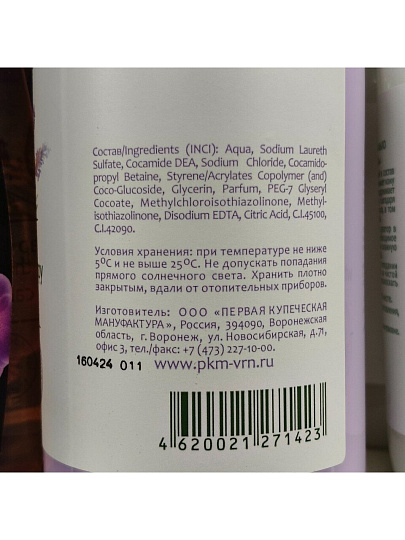 Состав/Ingredients (INCI): Aqua, Sodium Laureth
Sulfate, Cocamide DEA, Sodium Chloride, Cocamido-
propyl Betaine, Styrene/Acrylates Copolymer (and)
Coco-Glucoside, Glycerin, Parfum, PEG-7 Glyseryl
Cocoate, Methylchloroisothiazolinone, Methyl-
isothiazolinone, Disodium EDTA, Citric Acid, C.I.45100,
C.I.42090.
Условия хранения: при температуре не ниже
5°C и не выше 25°C. Не допускать попадания
прямого солнечного света. Хранить плотно
закрытым, вдали от отопительных приборов.
Изготовитель: ООО «ПЕРВАЯ КУПЕЧЕСКАЯ
МАНУФАКТУРА», Россия, 394090, Воронежская
область, г. Воронеж, ул. Новосибирская, д.71,
офис 3, тел./факс: +7 (473) 227-10-00.
160424 011 www.pkm-vrn.ru
4 620021 271423